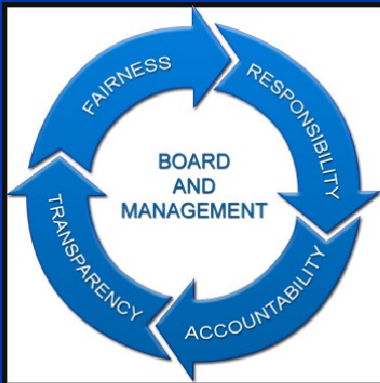 FAIRNESS
RESPONSIBILITY
BOARD
AND
MANAGEMENT
TRANSPARENCY
ACCOUNTABILITY